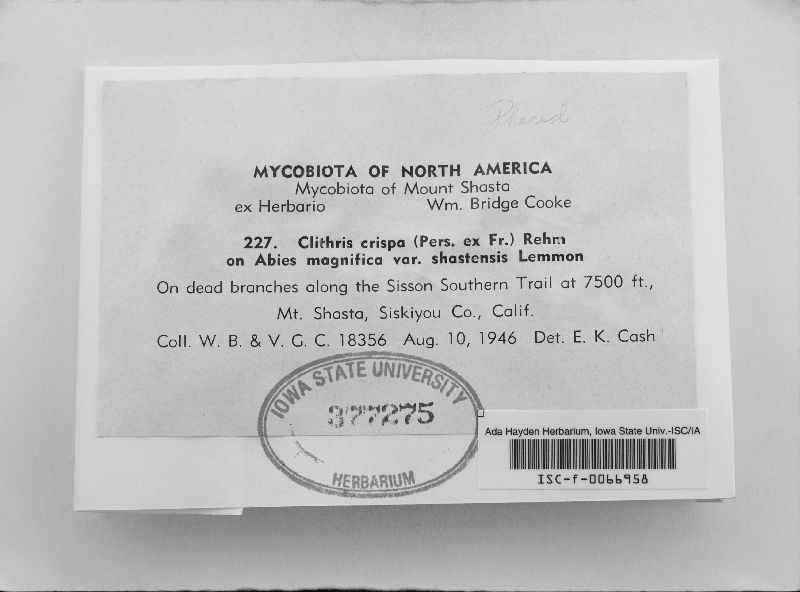 Phacid
MYCOBIOTA OF NORTH AMERICA
Mycobiota of Mount Shasta
ex Herbario Wm. Bridge Cooke
227. Clithris crispa (Pers. ex Fr.) Rehm
on Abies magnifica var. shastensis Lemmon
On dead branches along the Sisson Southern Trail at 7500 ft.,
Mt. Shasta, Siskiyou Co., Calif.
Coll. W. B. & V. G. C. 18356 Aug. 10, 1946 Det. E. K. Cash
IOWA STATE UNIVERSITY
377275
HERBARIUM
Ada Hayden Herbarium, Iowa State Univ.-ISC/IA
ISC-f-0066958